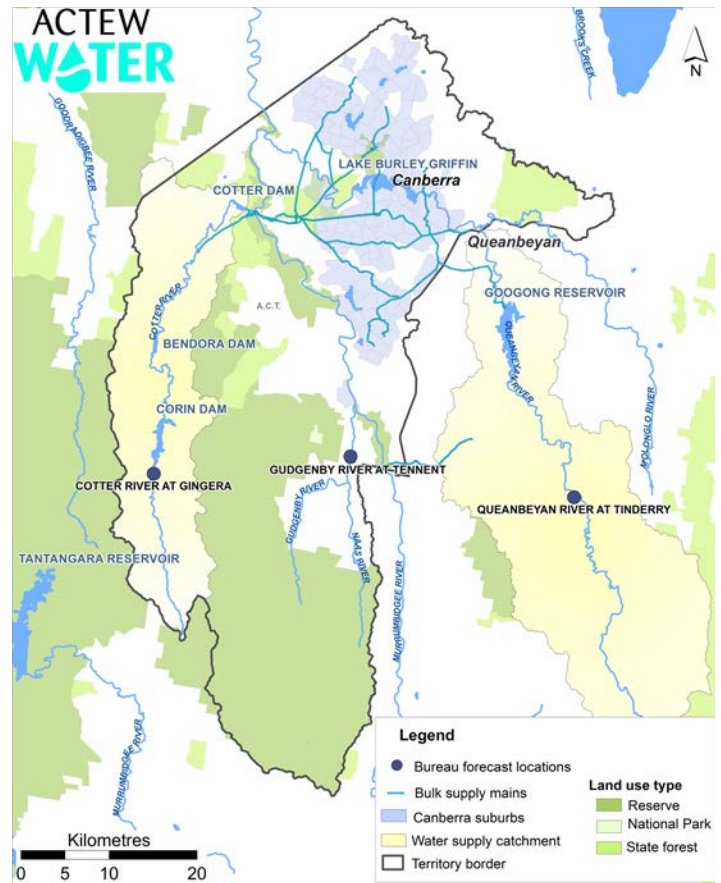 ACTEW
WATER
BROOKS CREEK
N
GOODRADIGBEE RIVER
LAKE BURLEY GRIFFIN
Canberra
COTTER DAM
Queanbeyan
GOOGONG RESERVOIR
COTTER RIVER
A.C.T.
QUEANBEYAN RIVER
BENDORA DAM
MOLONGLO RIVER
CORIN DAM
GUDGENBY RIVER AT TENNENT
COTTER RIVER AT GINGERA
QUEANBEYAN RIVER AT TINDERRY
GUDGENBY RIVER
NAAS RIVER
TANTANGARA RESERVOIR
MURRUMBIDGEE RIVER
MURRUMBIDGEE RIVER
Legend
Bureau forecast locations
Bulk supply mains
Canberra suburbs
Water supply catchment
Territory border
Land use type
Reserve
National Park
State forest
Kilometres
0 5 10 20